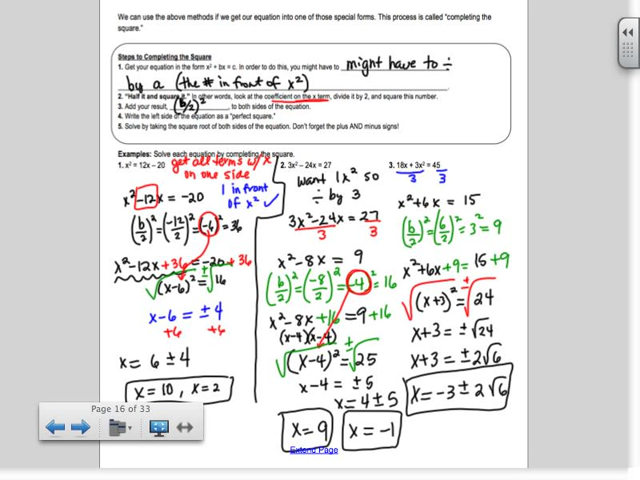 We can use the above methods if we get our equation into one of those special forms. This process is called "completing the
square."
Steps to Completing the Square
1. Get your equation in the form x² + bx = c. In order to do this, you might have to might have to ÷
by a (the # in front of x²)
2. "Half it and square it." In other words, look at the coefficient on the x term, divide it by 2, and square this number.
3. Add your result, (b/2)², to both sides of the equation.
4. Write the left side of the equation as a "perfect square."
5. Solve by taking the square root of both sides of the equation. Don't forget the plus AND minus signs!
Examples: Solve each equation by completing the square.
1. x² = 12x – 20
get all terms w/ x
on one side
x² -12x = -20
1 in front
of x² ✓
(b/2)² = (-12/2)² = (-6)² = 36
x² -12x +36 = -20 +36
√(x-6)² = ±√16
x-6 = ±4
+6 +6
x = 6 ± 4
x = 10, x = 2
2. 3x² – 24x = 27
want 1x² so
÷ by 3
3x² -24x = 27
3 3
x² -8x = 9
(b/2)² = (-8/2)² = (-4)² = 16
x² -8x +16 = 9 +16
(x-4)(x-4)
√(x-4)² = ±√25
x-4 = ±5
x = 4 ± 5
x = 9 x = -1
3. 18x + 3x² = 45
3 3
x² +6x = 15
(b/2)² = (6/2)² = 3² = 9
x² +6x +9 = 15 +9
√(x+3)² = ±√24
x+3 = ±√24
x+3 = ±2√6
x = -3 ± 2√6
Page 16 of 33
Extend Page